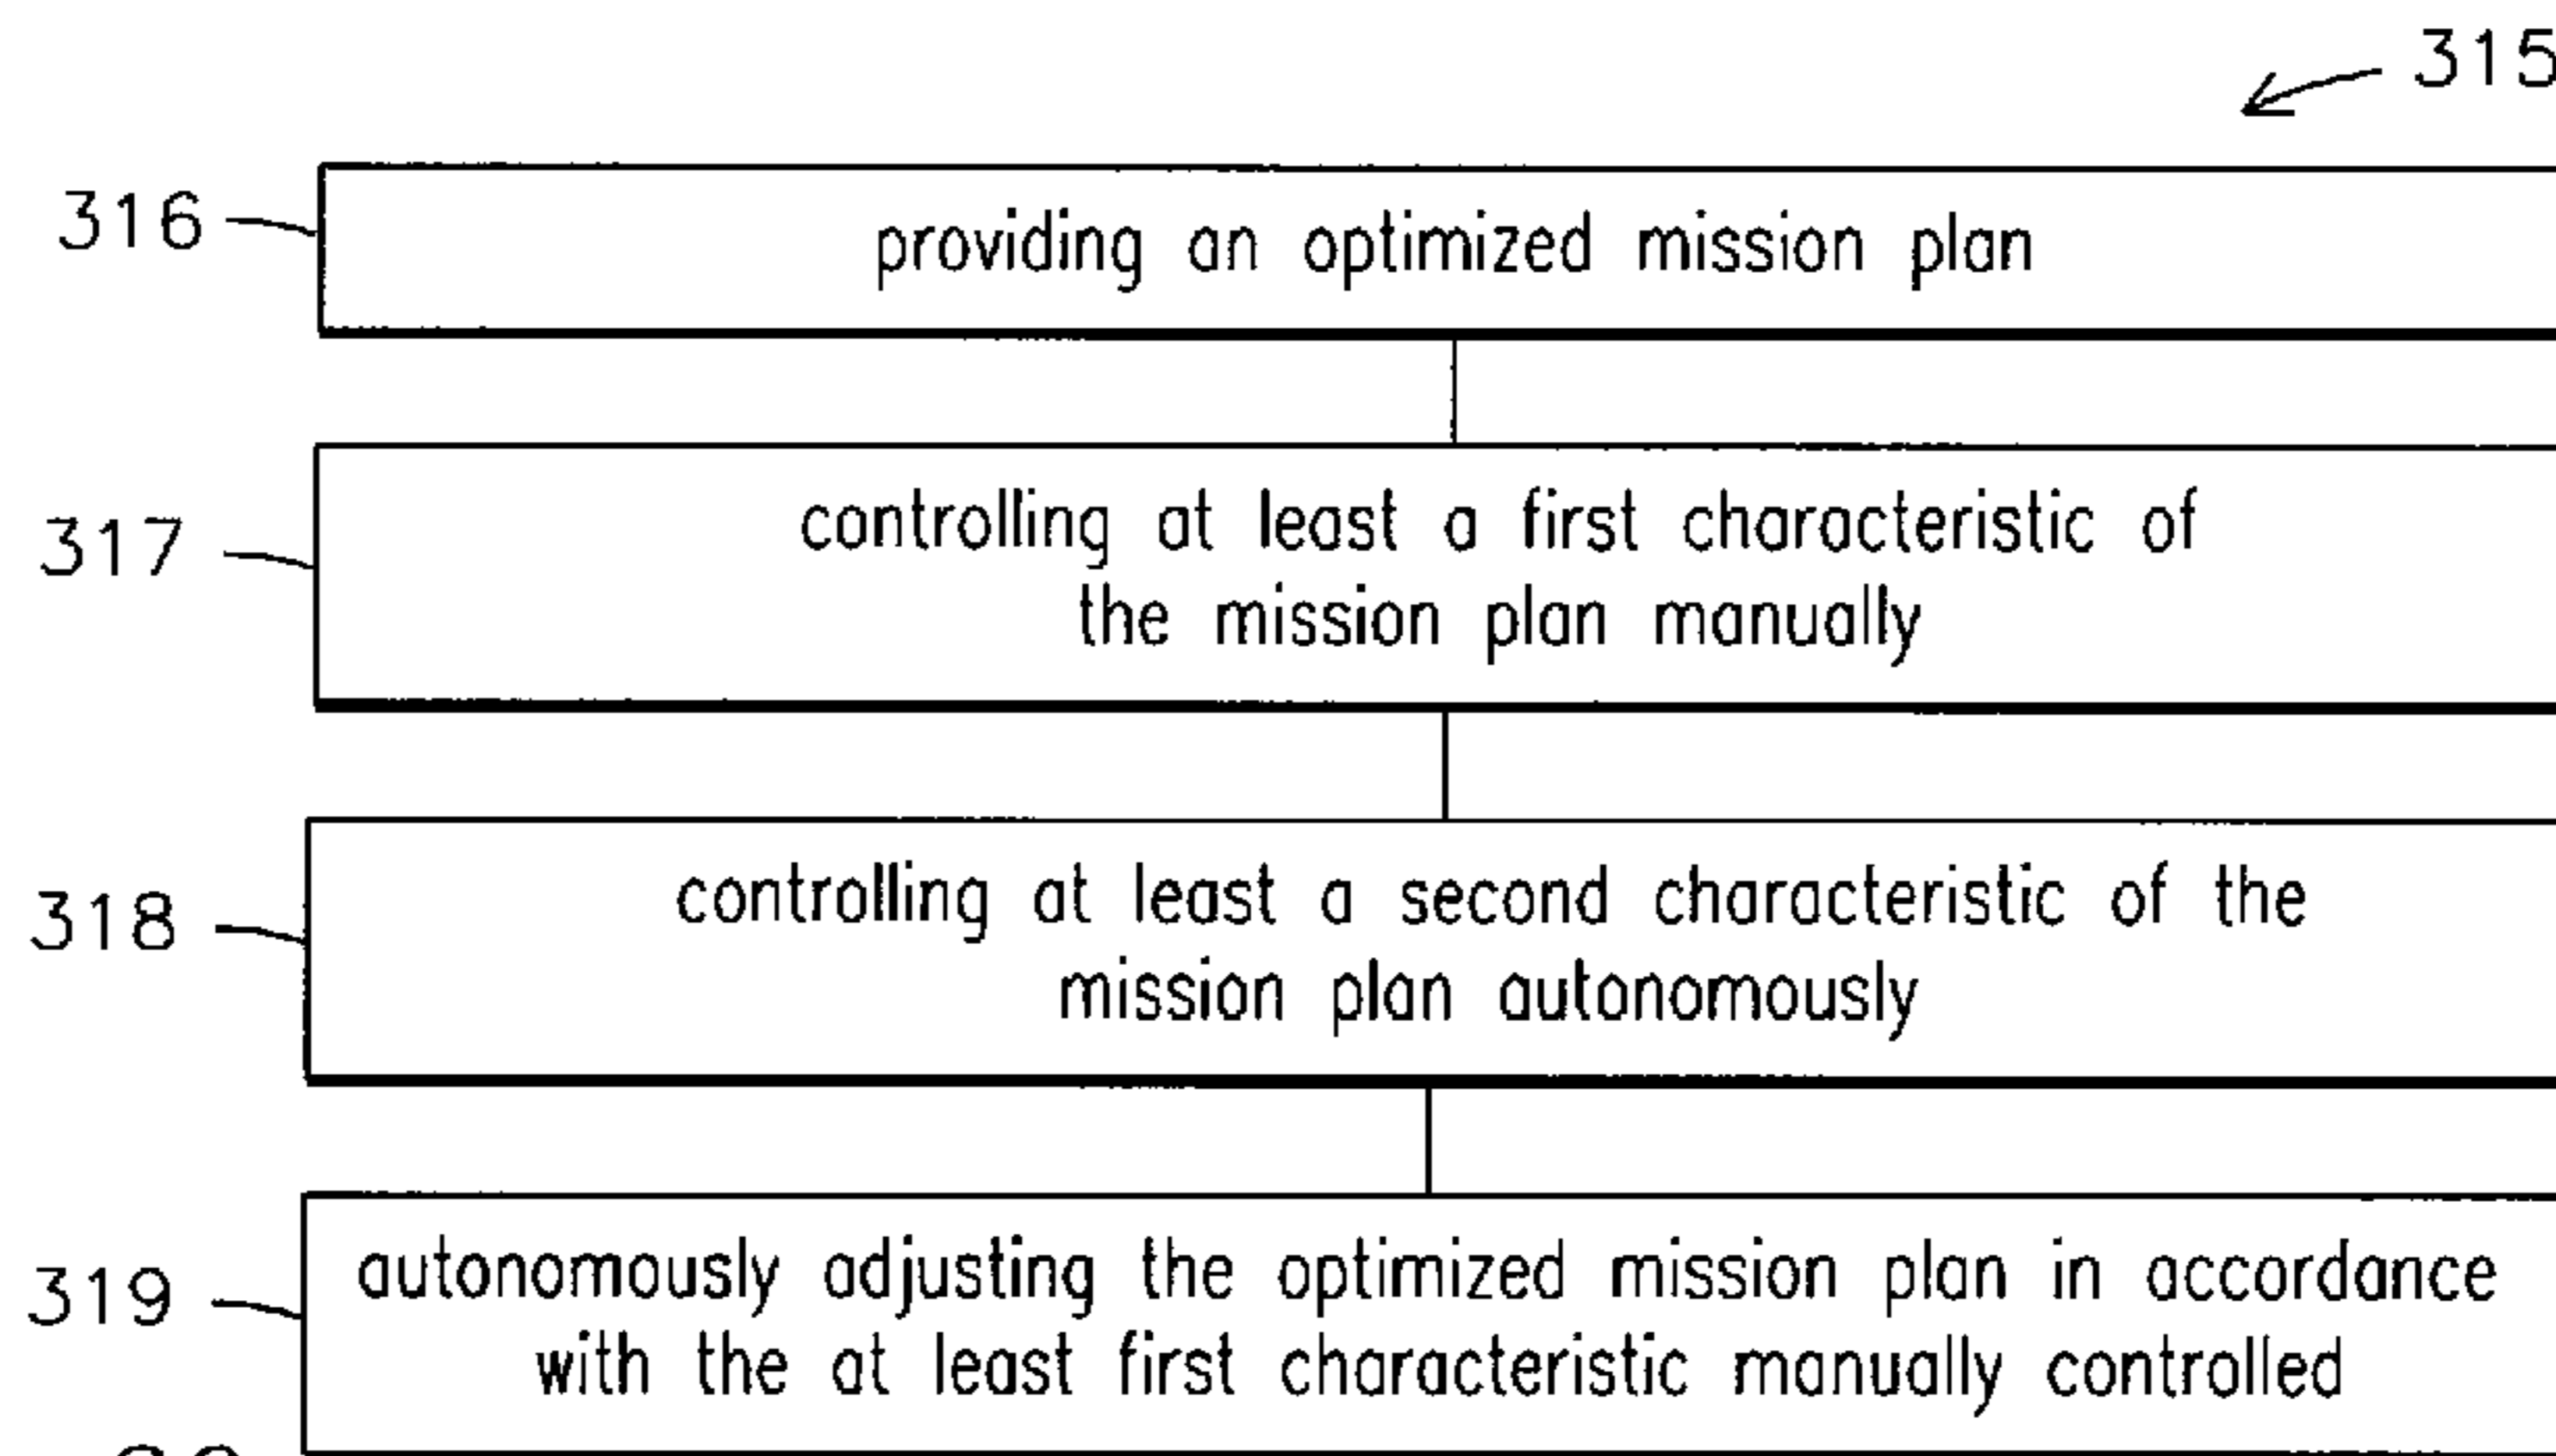 315
316
providing an optimized mission plan
317
controlling at least a first characteristic of
the mission plan manually
318
controlling at least a second characteristic of the
mission plan autonomously
319
autonomously adjusting the optimized mission plan in accordance
with the at least first characteristic manually controlled